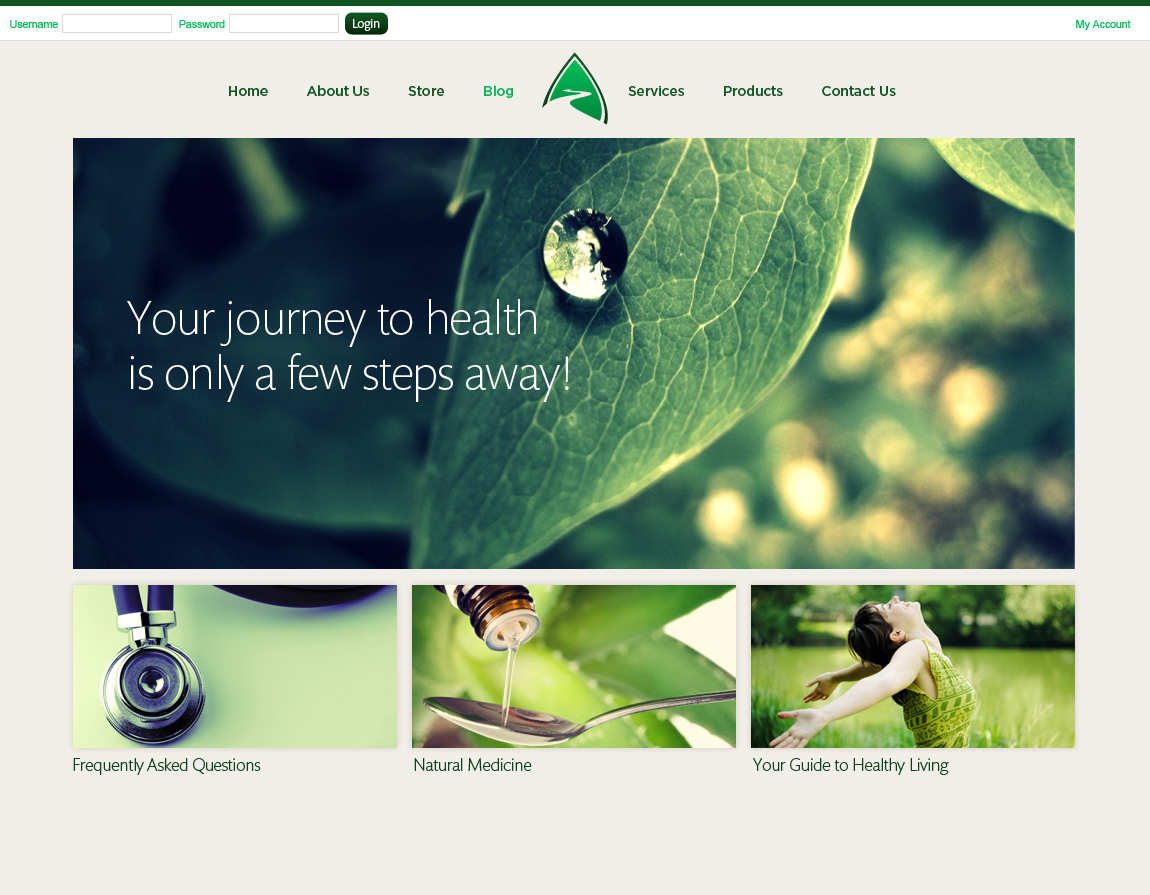 Username Password Login My Account
Home About Us Store Blog Services Products Contact Us
Your journey to health
is only a few steps away!
Frequently Asked Questions Natural Medicine Your Guide to Healthy Living